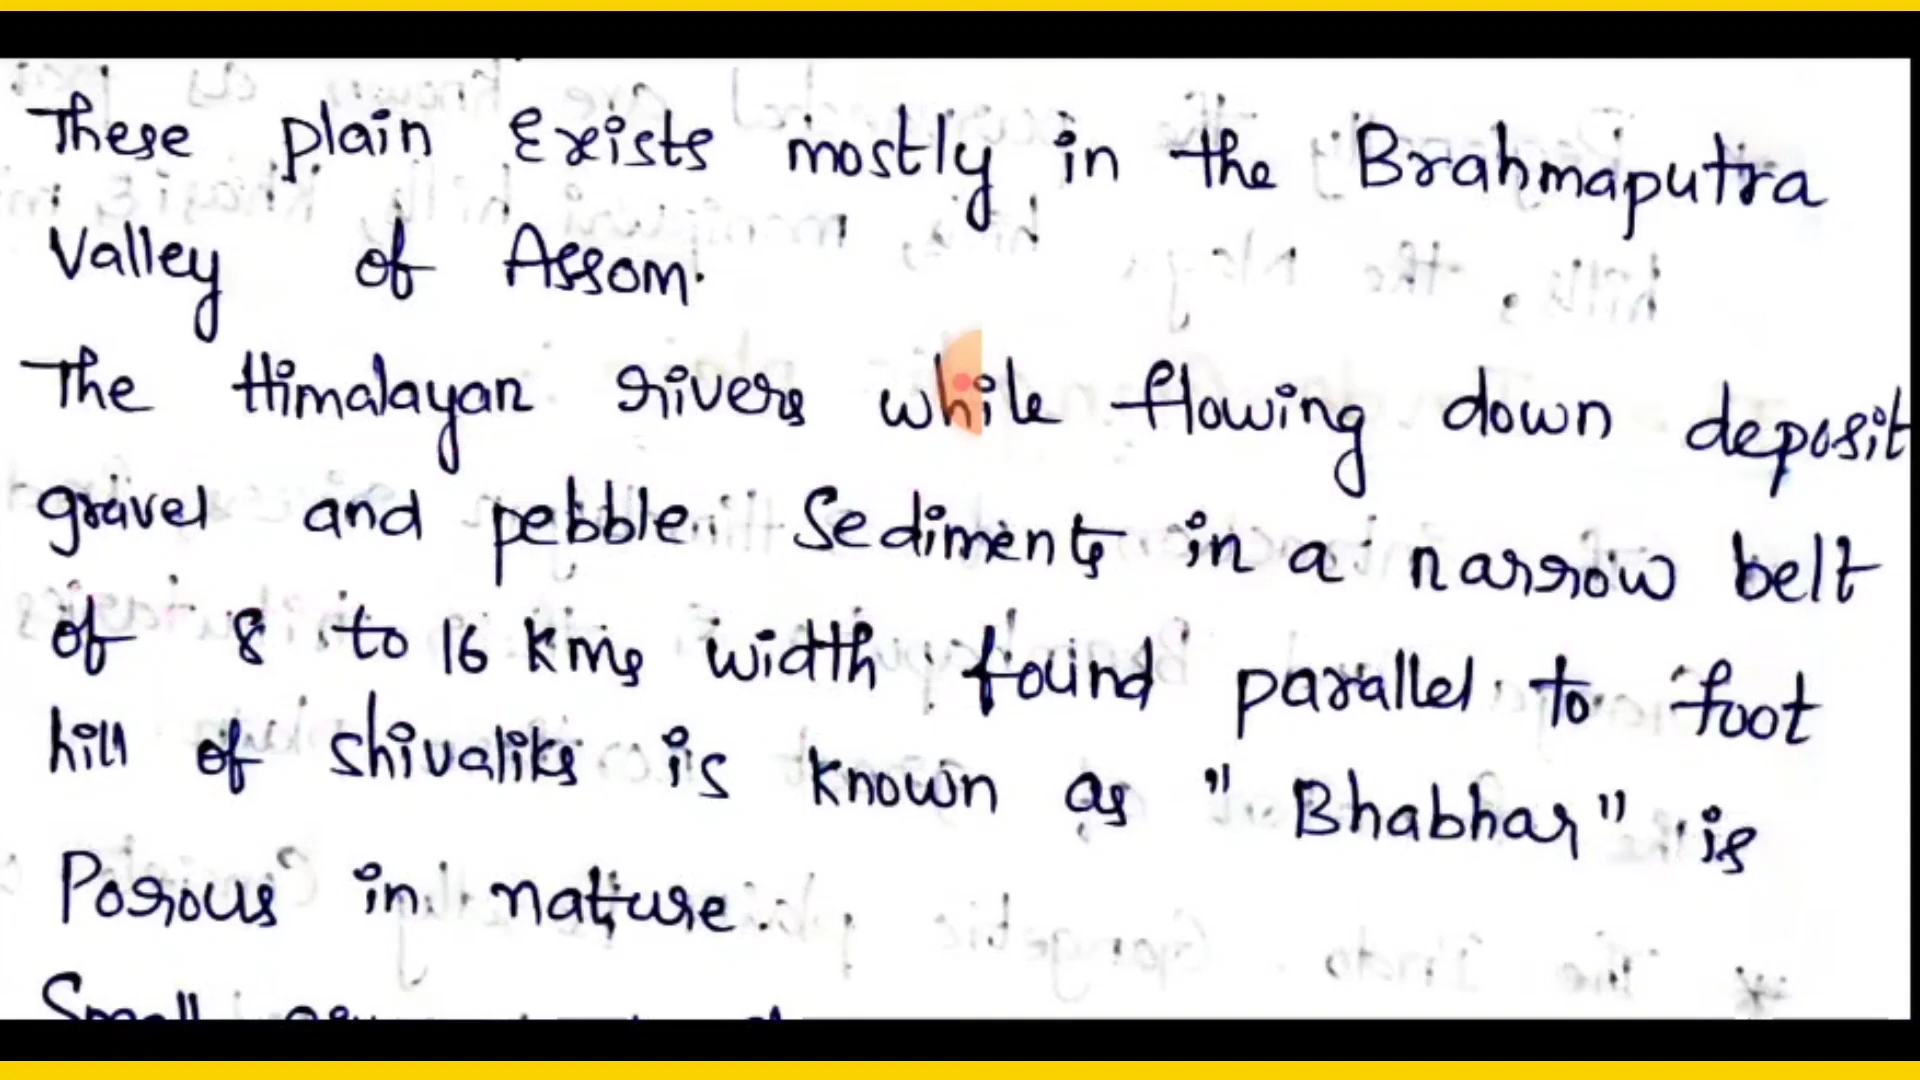 These plain Exists mostly in the Brahmaputra
Valley of Assom.
The Himalayan rivers while flowing down deposit
gravel and pebble Sediments in a narrow belt
of 8 to 16 kms width found parallel to foot
hill of shivaliks is known as "Bhabhar" is
Porous in nature.
Small